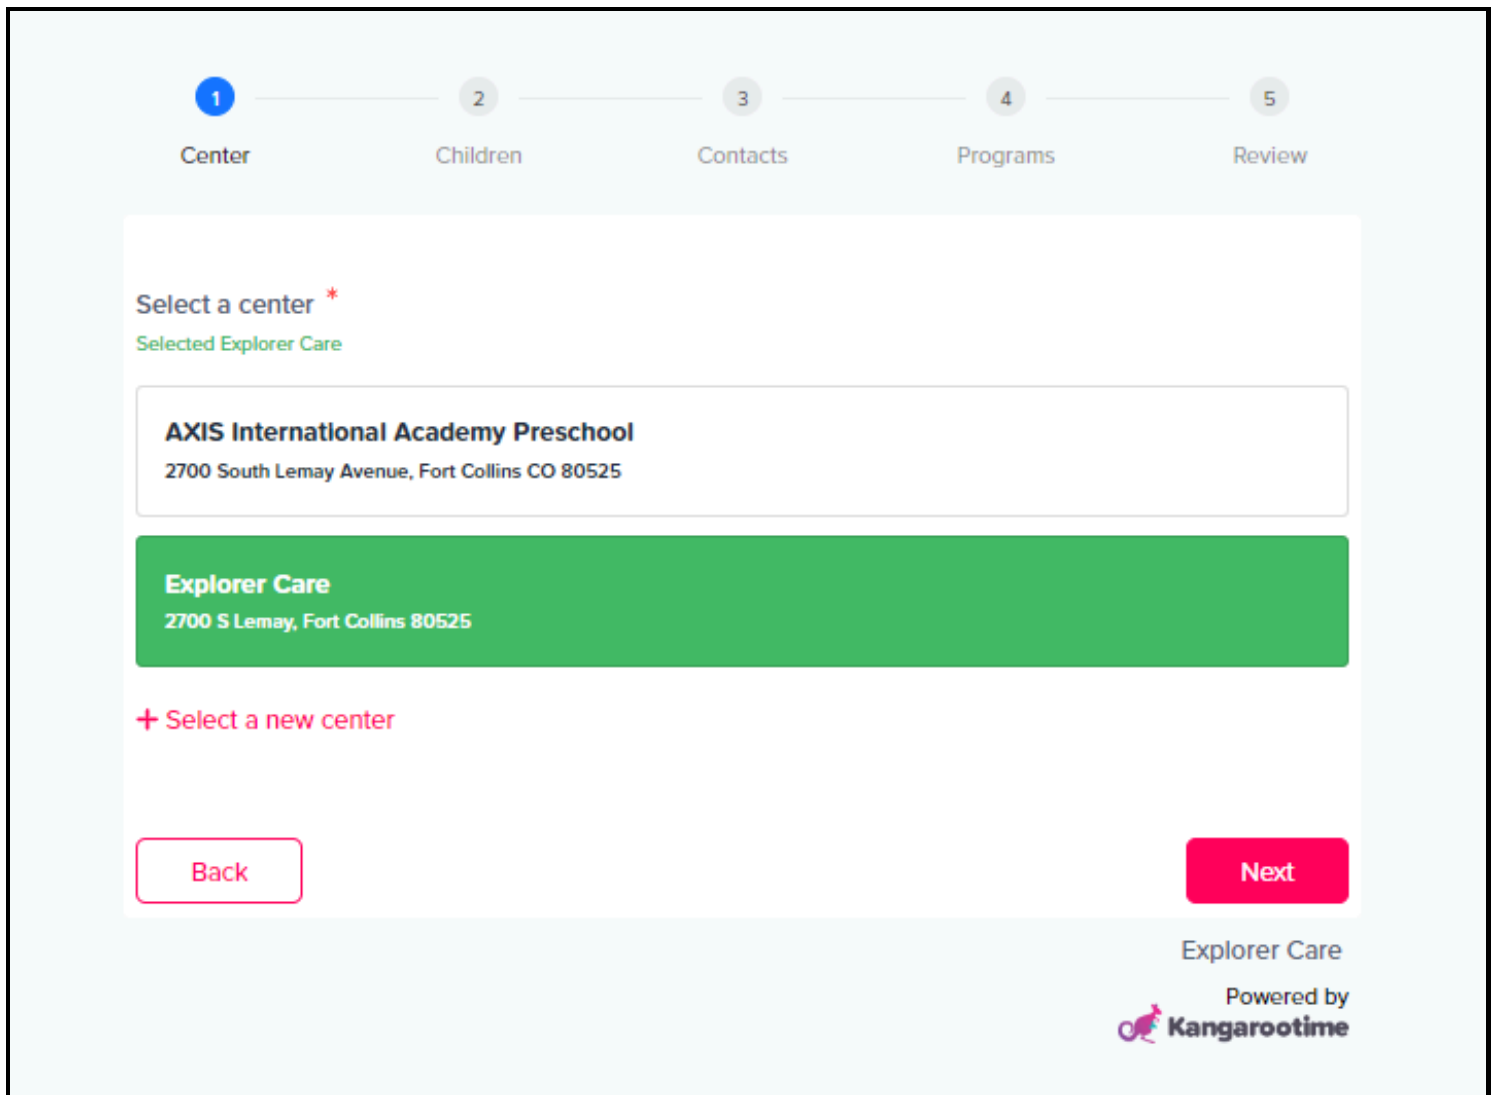 1 2 3 4 5
Center Children Contacts Programs Review
Select a center *
Selected Explorer Care
AXIS International Academy Preschool
2700 South Lemay Avenue, Fort Collins CO 80525
Explorer Care
2700 S Lemay, Fort Collins 80525
+ Select a new center
Back Next
Explorer Care
Powered by
Kangarootime